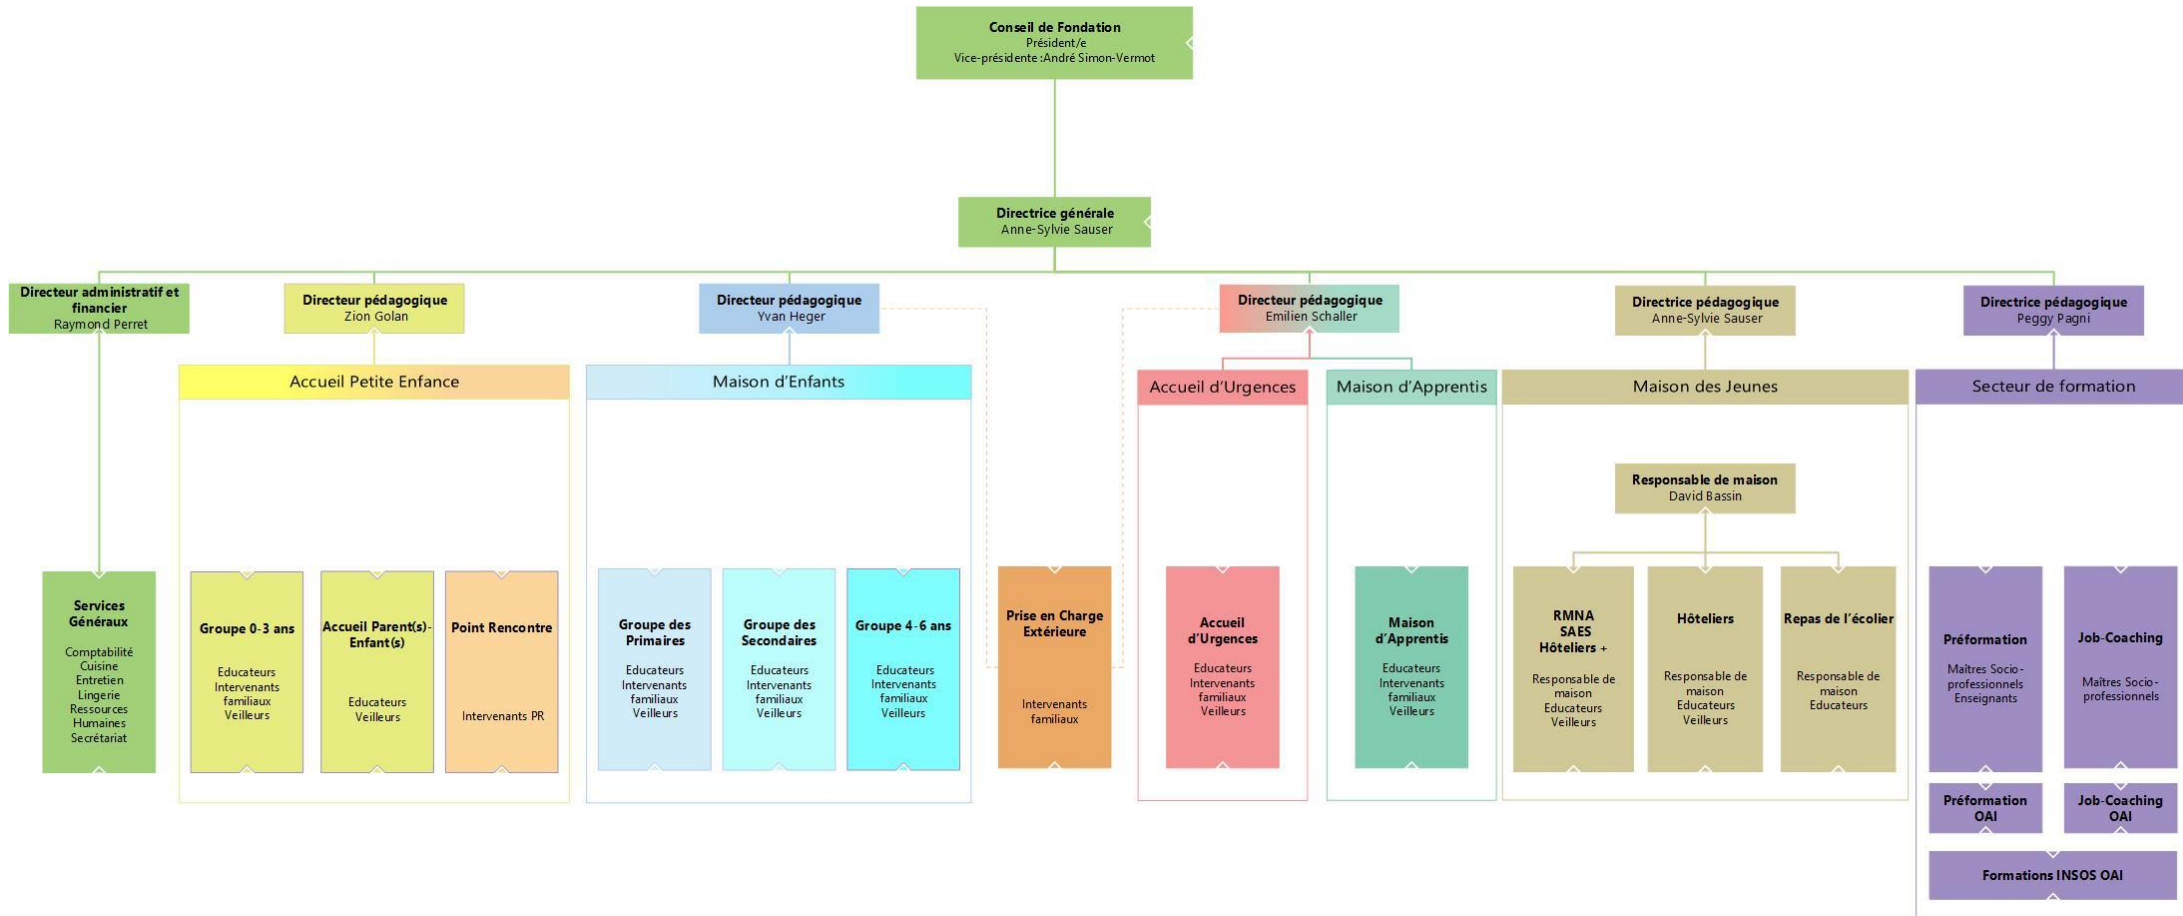 Conseil de Fondation
Président/e
Vice-présidente :André Simon-Vermot
Directrice générale
Anne-Sylvie Sauser
Directeur administratif et
financier
Raymond Perret
Directeur pédagogique
Zion Golan
Directeur pédagogique
Yvan Heger
Directeur pédagogique
Emilien Schaller
Directrice pédagogique
Anne-Sylvie Sauser
Directrice pédagogique
Peggy Pagni
Accueil Petite Enfance
Maison d'Enfants
Accueil d'Urgences
Maison d'Apprentis
Maison des Jeunes
Secteur de formation
Responsable de maison
David Bassin
Services
Généraux
Comptabilité
Cuisine
Entretien
Lingerie
Ressources
Humaines
Secrétariat
Groupe 0-3 ans
Educateurs
Intervenants
familiaux
Veilleurs
Accueil Parent(s)-
Enfant(s)
Educateurs
Veilleurs
Point Rencontre
Intervenants PR
Groupe des
Primaires
Educateurs
Intervenants
familiaux
Veilleurs
Groupe des
Secondaires
Educateurs
Intervenants
familiaux
Veilleurs
Groupe 4-6 ans
Educateurs
Intervenants
familiaux
Veilleurs
Prise en Charge
Extérieure
Intervenants
familiaux
Accueil
d'Urgences
Educateurs
Intervenants
familiaux
Veilleurs
Maison
d'Apprentis
Educateurs
Intervenants
familiaux
Veilleurs
RMNA
SAES
Hôteliers +
Responsable de
maison
Educateurs
Veilleurs
Hôteliers
Responsable de
maison
Educateurs
Veilleurs
Repas de l'écolier
Responsable de
maison
Educateurs
Préformation
Maîtres Socio-
professionnels
Enseignants
Job-Coaching
Maîtres Socio-
professionnels
Préformation
OAI
Job-Coaching
OAI
Formations INSOS OAI